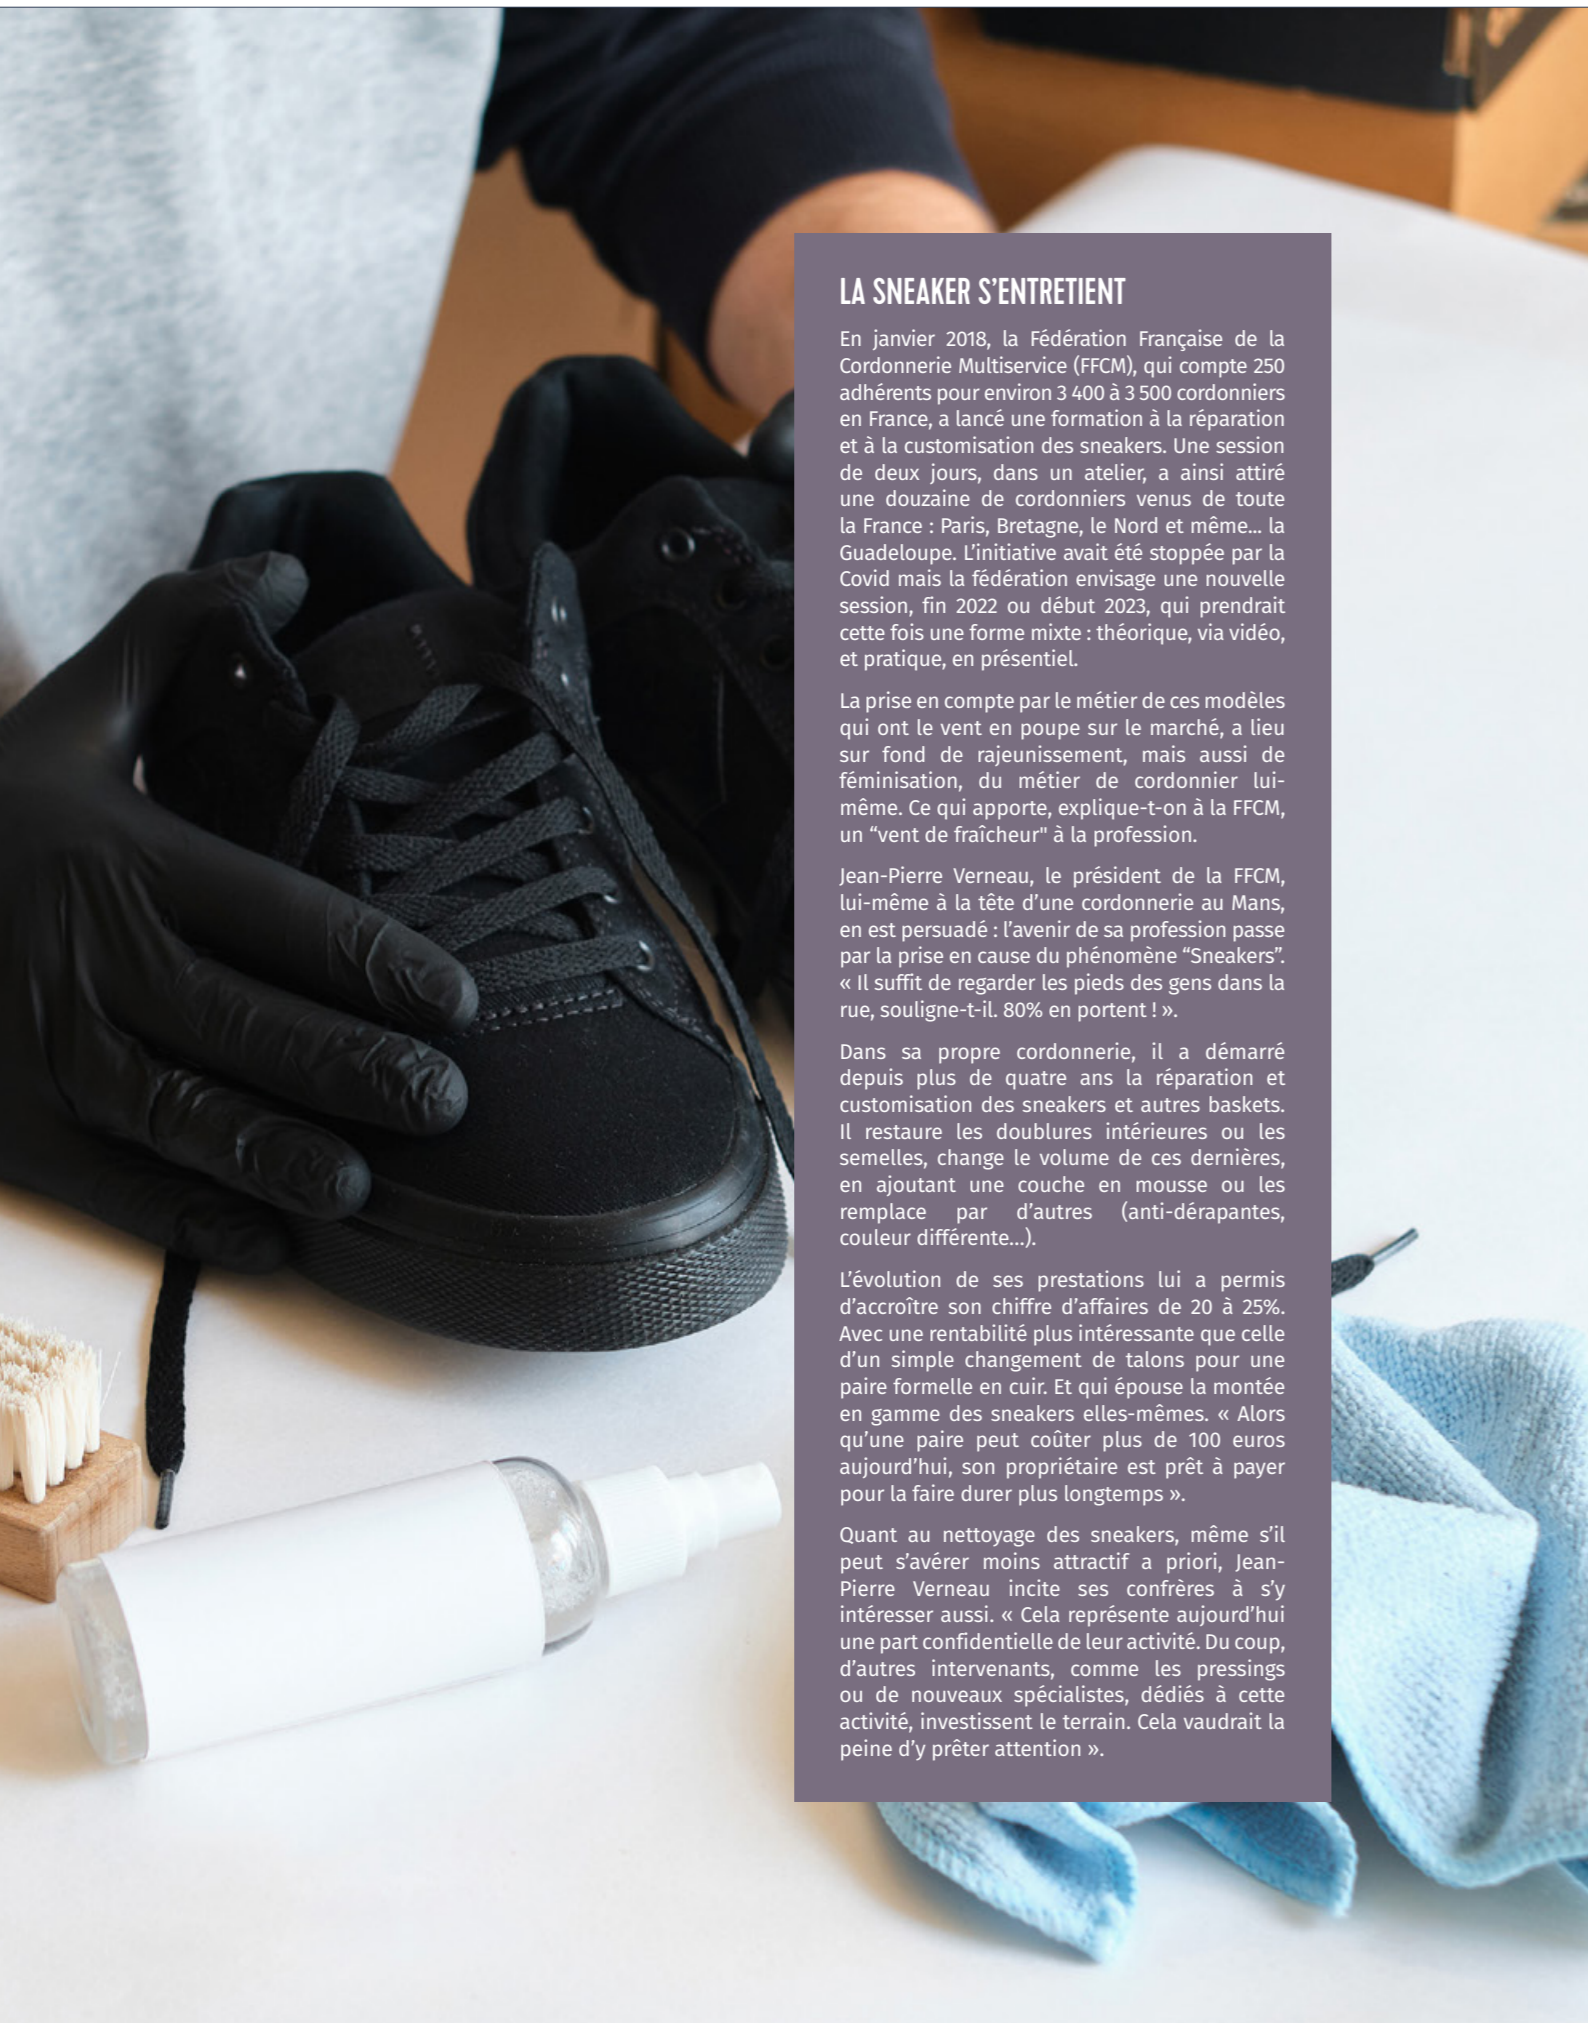 LA SNEAKER S'ENTRETIENT
En janvier 2018, la Fédération Française de la
Cordonnerie Multiservice (FFCM), qui compte 250
adhérents pour environ 3 400 à 3 500 cordonniers
en France, a lancé une formation à la réparation
et à la customisation des sneakers. Une session
de deux jours, dans un atelier, a ainsi attiré
une douzaine de cordonniers venus de toute
la France : Paris, Bretagne, le Nord et même... la
Guadeloupe. L'initiative avait été stoppée par la
Covid mais la fédération envisage une nouvelle
session, fin 2022 ou début 2023, qui prendrait
cette fois une forme mixte : théorique, via vidéo,
et pratique, en présentiel.
La prise en compte par le métier de ces modèles
qui ont le vent en poupe sur le marché, a lieu
sur fond de rajeunissement, mais aussi de
féminisation, du métier de cordonnier lui-
même. Ce qui apporte, explique-t-on à la FFCM,
un “vent de fraîcheur" à la profession.
Jean-Pierre Verneau, le président de la FFCM,
lui-même à la tête d'une cordonnerie au Mans,
en est persuadé : l'avenir de sa profession passe
par la prise en cause du phénomène “Sneakers”.
« Il suffit de regarder les pieds des gens dans la
rue, souligne-t-il. 80% en portent ! ».
Dans sa propre cordonnerie, il a démarré
depuis plus de quatre ans la réparation et
customisation des sneakers et autres baskets.
Il restaure les doublures intérieures ou les
semelles, change le volume de ces dernières,
en ajoutant une couche en mousse ou les
remplace par d'autres (anti-dérapantes,
couleur différente...).
L'évolution de ses prestations lui a permis
d'accroître son chiffre d'affaires de 20 à 25%.
Avec une rentabilité plus intéressante que celle
d'un simple changement de talons pour une
paire formelle en cuir. Et qui épouse la montée
en gamme des sneakers elles-mêmes. « Alors
qu'une paire peut coûter plus de 100 euros
aujourd'hui, son propriétaire est prêt à payer
pour la faire durer plus longtemps ».
Quant au nettoyage des sneakers, même s'il
peut s'avérer moins attractif a priori, Jean-
Pierre Verneau incite ses confrères à s'y
intéresser aussi. « Cela représente aujourd'hui
une part confidentielle de leur activité. Du coup,
d'autres intervenants, comme les pressings
ou de nouveaux spécialistes, dédiés à cette
activité, investissent le terrain. Cela vaudrait la
peine d'y prêter attention ».